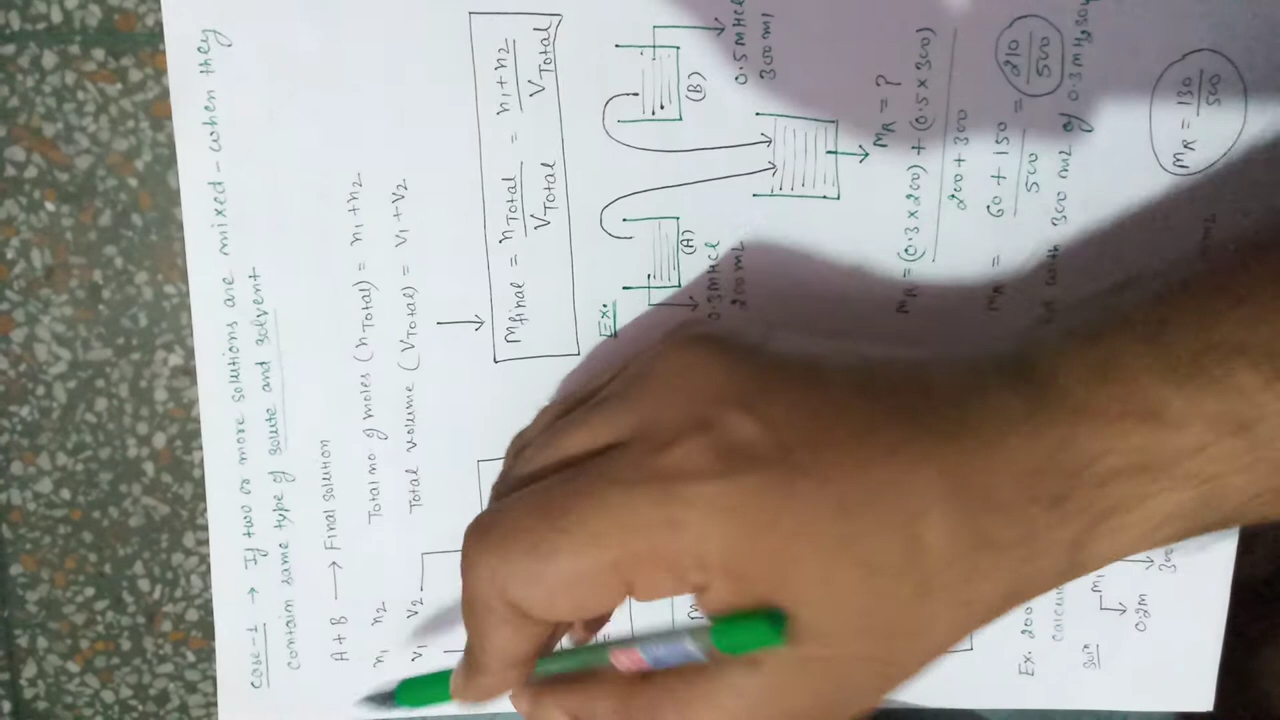 Case-1 → If two or more solutions are mixed - when they
contain same type of solute and solvent
A + B → Final solution
n1 n2 Total no of moles (nTotal) = n1 + n2
V1 V2 Total volume (VTotal) = V1 + V2
Mfinal = nTotal / VTotal = n1 + n2 / VTotal
Ex.
(A) (B)
0.3 M HCl
200 mL
0.5 M HCl
300 ml
MR = ?
MR = (0.3 × 200) + (0.5 × 300) / 200 + 300
MR = 60 + 150 / 500 = 210 / 500
Ex. 200
with 300 mL of 0.3 M H2SO4
Soln
M1
0.2M
300
MR = 130 / 500